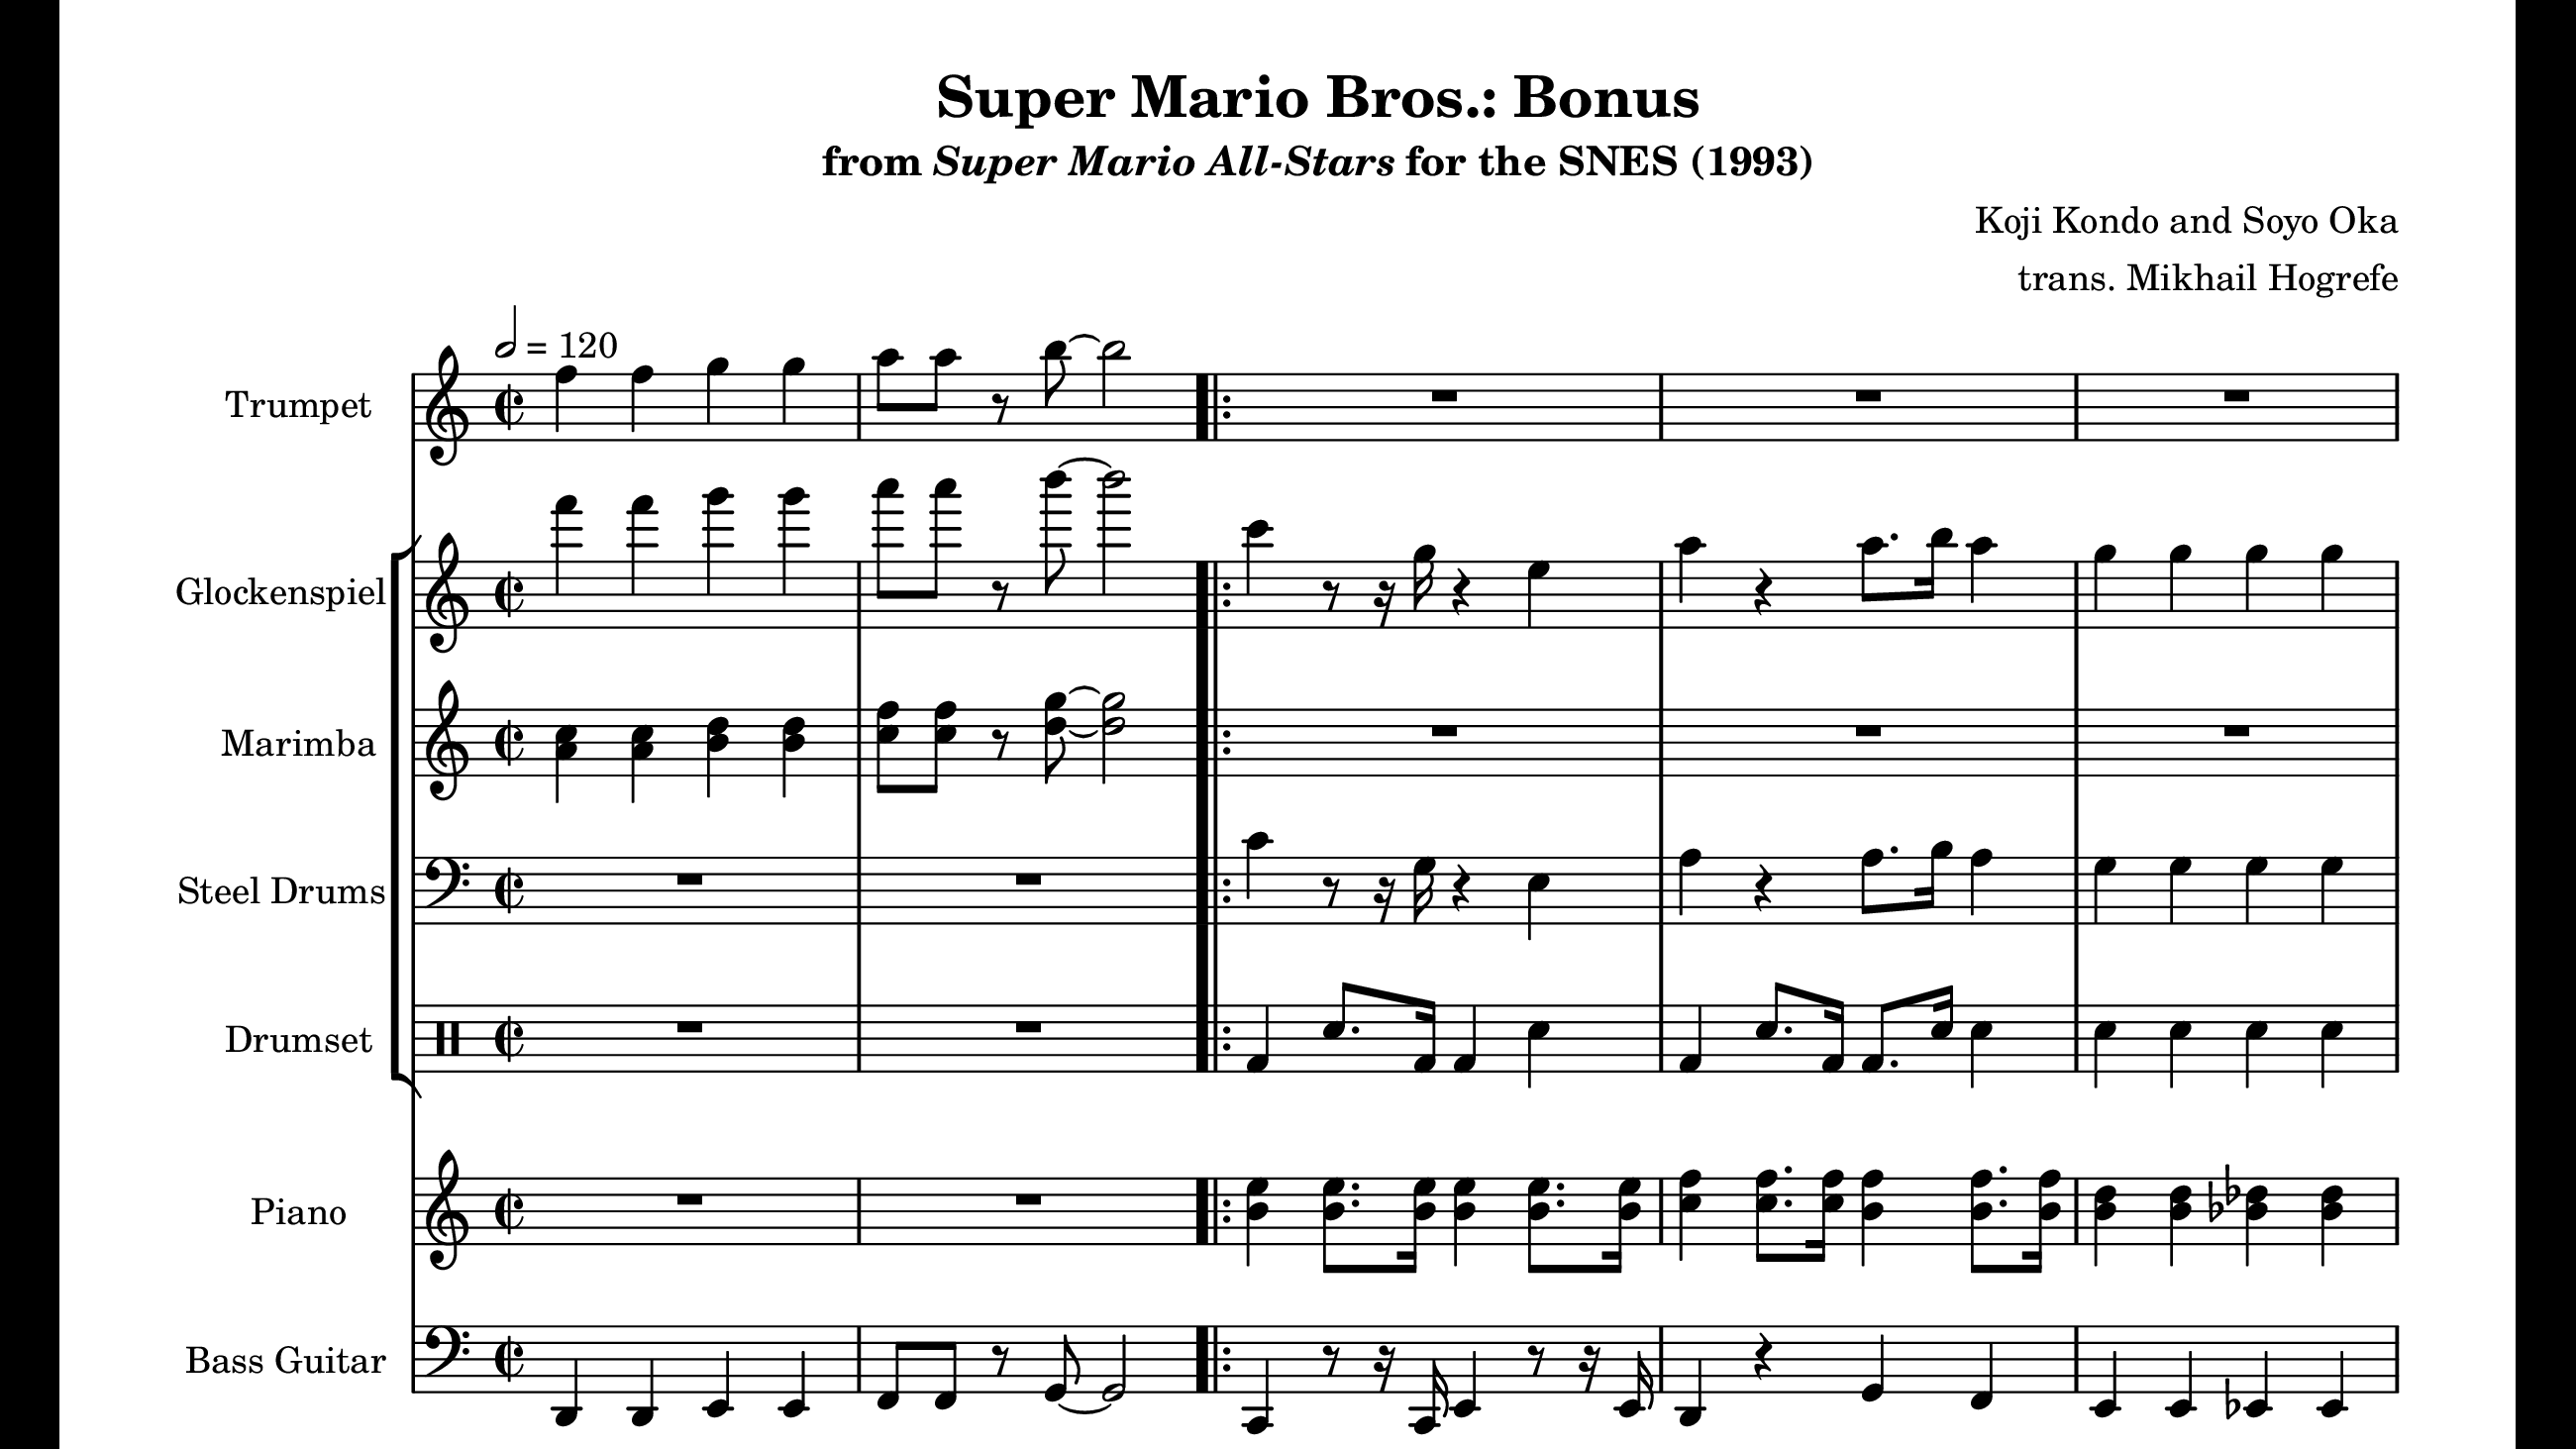 Super Mario Bros.: Bonus
from Super Mario All-Stars for the SNES (1993)
Koji Kondo and Soyo Oka
trans. Mikhail Hogrefe
= 120
Trumpet
Glockenspiel
Marimba
Steel Drums
Drumset
Piano
Bass Guitar